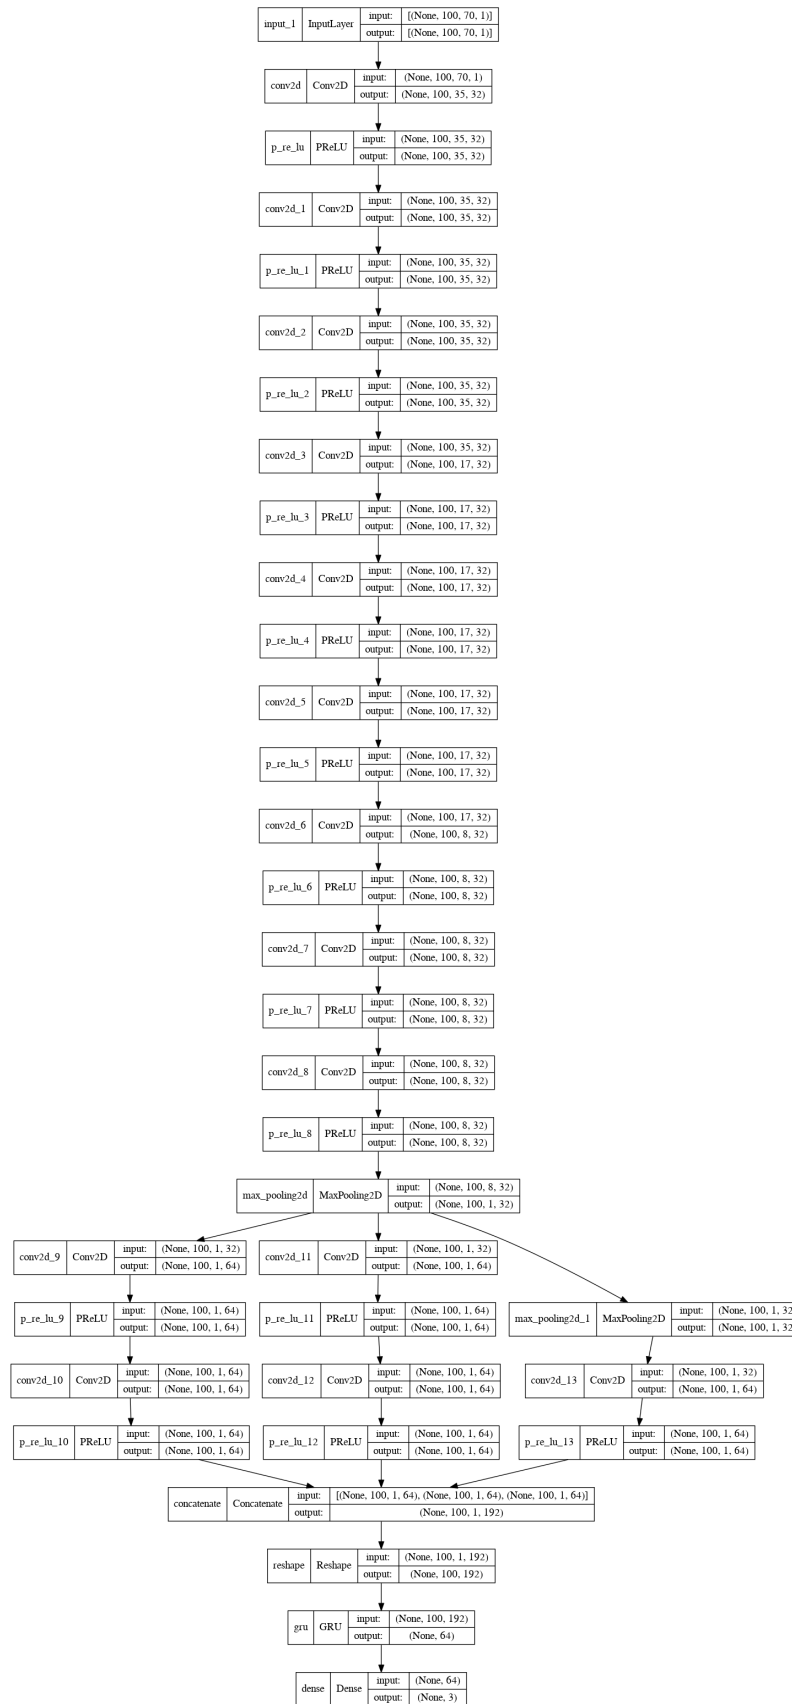 input_1 InputLayer input: [(None, 100, 70, 1)]
output: [(None, 100, 70, 1)]
conv2d Conv2D input: (None, 100, 70, 1)
output: (None, 100, 35, 32)
p_re_lu PReLU input: (None, 100, 35, 32)
output: (None, 100, 35, 32)
conv2d_1 Conv2D input: (None, 100, 35, 32)
output: (None, 100, 35, 32)
p_re_lu_1 PReLU input: (None, 100, 35, 32)
output: (None, 100, 35, 32)
conv2d_2 Conv2D input: (None, 100, 35, 32)
output: (None, 100, 35, 32)
p_re_lu_2 PReLU input: (None, 100, 35, 32)
output: (None, 100, 35, 32)
conv2d_3 Conv2D input: (None, 100, 35, 32)
output: (None, 100, 17, 32)
p_re_lu_3 PReLU input: (None, 100, 17, 32)
output: (None, 100, 17, 32)
conv2d_4 Conv2D input: (None, 100, 17, 32)
output: (None, 100, 17, 32)
p_re_lu_4 PReLU input: (None, 100, 17, 32)
output: (None, 100, 17, 32)
conv2d_5 Conv2D input: (None, 100, 17, 32)
output: (None, 100, 17, 32)
p_re_lu_5 PReLU input: (None, 100, 17, 32)
output: (None, 100, 17, 32)
conv2d_6 Conv2D input: (None, 100, 17, 32)
output: (None, 100, 8, 32)
p_re_lu_6 PReLU input: (None, 100, 8, 32)
output: (None, 100, 8, 32)
conv2d_7 Conv2D input: (None, 100, 8, 32)
output: (None, 100, 8, 32)
p_re_lu_7 PReLU input: (None, 100, 8, 32)
output: (None, 100, 8, 32)
conv2d_8 Conv2D input: (None, 100, 8, 32)
output: (None, 100, 8, 32)
p_re_lu_8 PReLU input: (None, 100, 8, 32)
output: (None, 100, 8, 32)
max_pooling2d MaxPooling2D input: (None, 100, 8, 32)
output: (None, 100, 1, 32)
conv2d_9 Conv2D input: (None, 100, 1, 32)
output: (None, 100, 1, 64)
conv2d_11 Conv2D input: (None, 100, 1, 32)
output: (None, 100, 1, 64)
p_re_lu_9 PReLU input: (None, 100, 1, 64)
output: (None, 100, 1, 64)
p_re_lu_11 PReLU input: (None, 100, 1, 64)
output: (None, 100, 1, 64)
max_pooling2d_1 MaxPooling2D input: (None, 100, 1, 32
output: (None, 100, 1, 32
conv2d_10 Conv2D input: (None, 100, 1, 64)
output: (None, 100, 1, 64)
conv2d_12 Conv2D input: (None, 100, 1, 64)
output: (None, 100, 1, 64)
conv2d_13 Conv2D input: (None, 100, 1, 32)
output: (None, 100, 1, 64)
p_re_lu_10 PReLU input: (None, 100, 1, 64)
output: (None, 100, 1, 64)
p_re_lu_12 PReLU input: (None, 100, 1, 64)
output: (None, 100, 1, 64)
p_re_lu_13 PReLU input: (None, 100, 1, 64)
output: (None, 100, 1, 64)
concatenate Concatenate input: [(None, 100, 1, 64), (None, 100, 1, 64), (None, 100, 1, 64)]
output: (None, 100, 1, 192)
reshape Reshape input: (None, 100, 1, 192)
output: (None, 100, 192)
gru GRU input: (None, 100, 192)
output: (None, 64)
dense Dense input: (None, 64)
output: (None, 3)